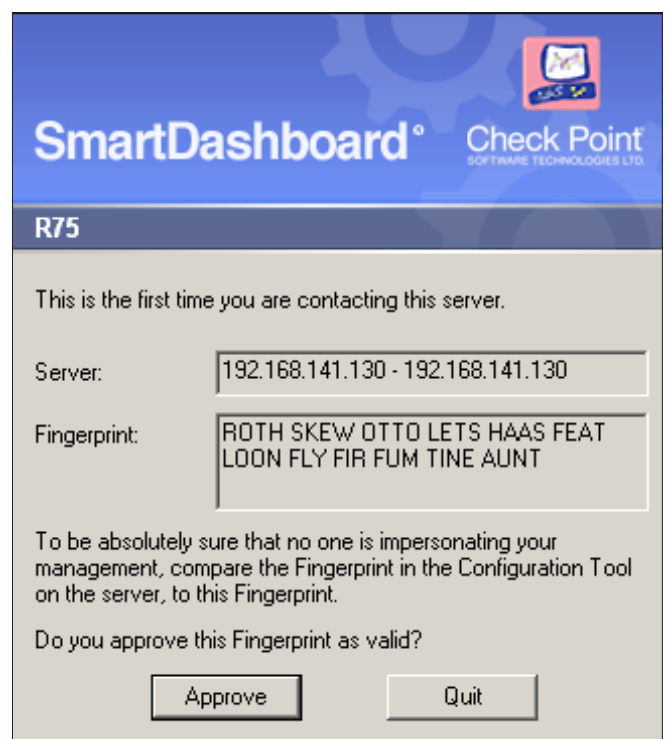 SmartDashboard°
Check Point
SOFTWARE TECHNOLOGIES LTD.
R75
This is the first time you are contacting this server.
Server: 192.168.141.130 - 192.168.141.130
Fingerprint: ROTH SKEW OTTO LETS HAAS FEAT
LOON FLY FIR FUM TINE AUNT
To be absolutely sure that no one is impersonating your
management, compare the Fingerprint in the Configuration Tool
on the server, to this Fingerprint.
Do you approve this Fingerprint as valid?
Approve Quit